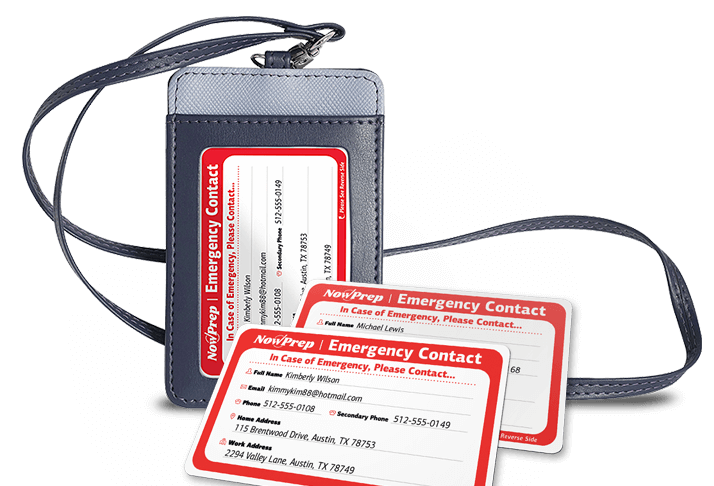 NowPrep | Emergency Contact
In Case of Emergency, Please Contact...
Kimberly Wilson
kimmykim88@hotmail.com
512-555-0108 Secondary Phone 512-555-0149
Austin, TX 78753
Austin, TX 78749
Please See Reverse Side
NowPrep | Emergency Contact
In Case of Emergency, Please Contact...
Full Name Michael Lewis
68
Reverse Side
NowPrep | Emergency Contact
In Case of Emergency, Please Contact...
Full Name Kimberly Wilson
Email kimmykim88@hotmail.com
Phone 512-555-0108 Secondary Phone 512-555-0149
Home Address
115 Brentwood Drive, Austin, TX 78753
Work Address
2294 Valley Lane, Austin, TX 78749